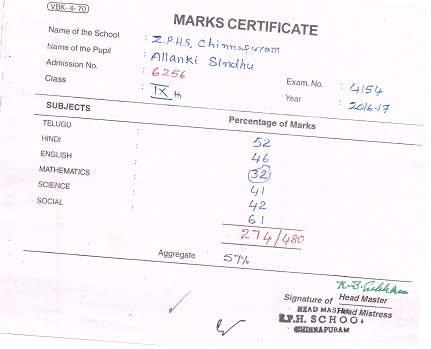 VBK-4-70
MARKS CERTIFICATE
Name of the School : Z.P.H.S, Chinnapuram
Name of the Pupil : Allanki Sindhu
Admission No. : 6256 Exam. No. : 4154
Class : IXth Year : 2016-17
SUBJECTS Percentage of Marks
TELUGU : 52
HINDI : 46
ENGLISH : 32
MATHEMATICS : 41
SCIENCE : 42
SOCIAL : 61
274/480
Aggregate 57%
Signature of Head Master
Head Mistress
HEAD MASTER
Z.P.H. SCHOOL
CHINNAPURAM